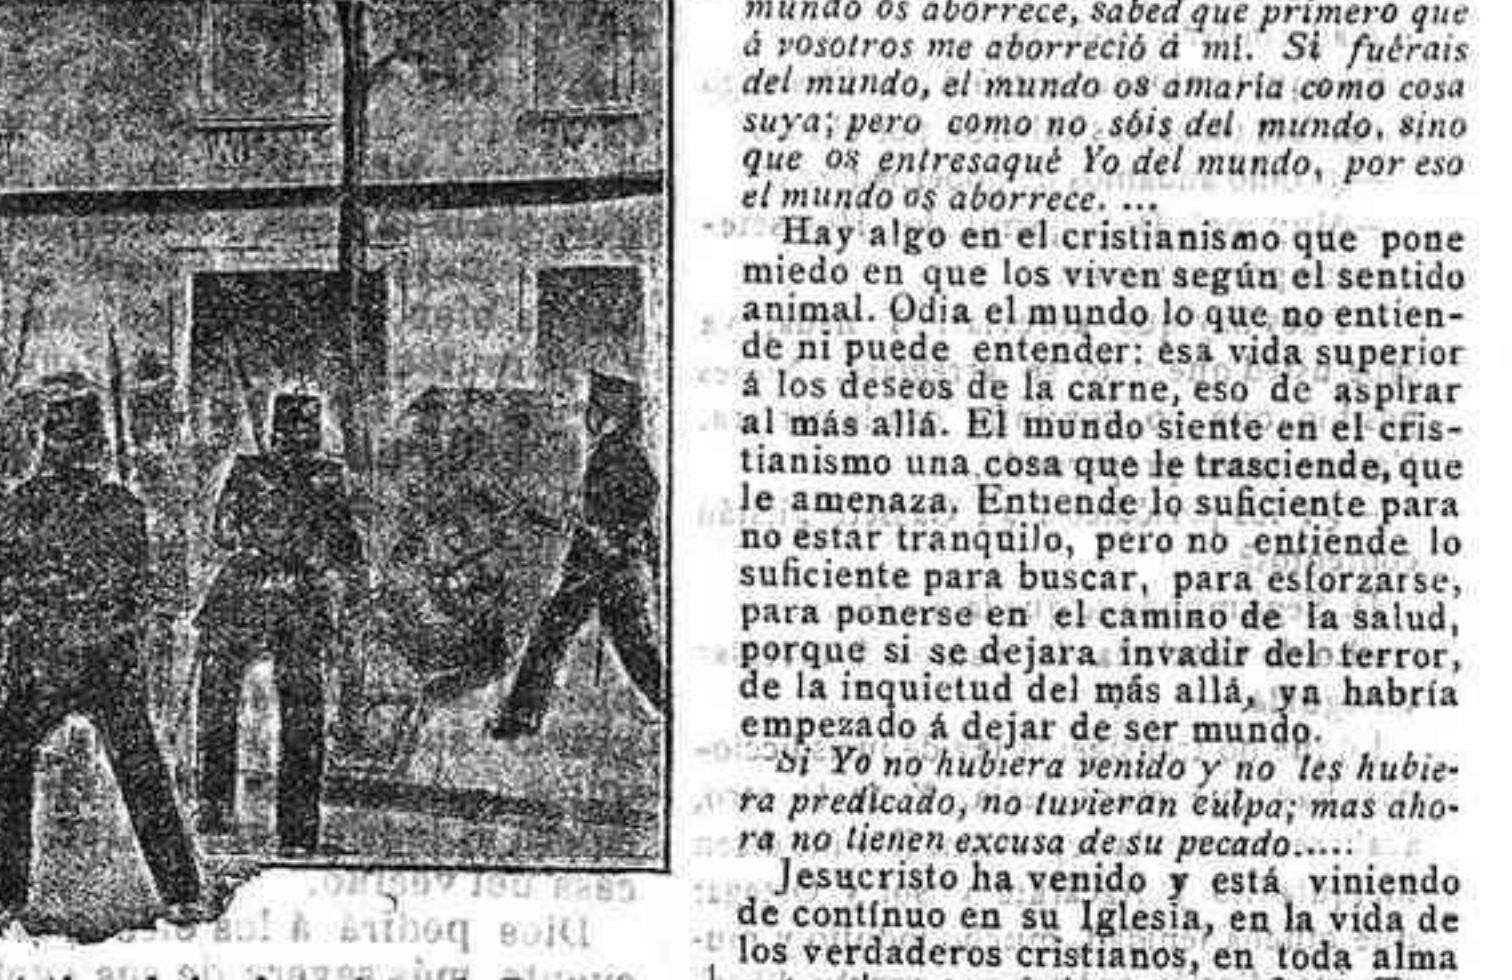 mundo os aborrece, sabed que primero que
á vosotros me aborreció á mí. Si fuérais
del mundo, el mundo os amaría como cosa
suya; pero como no sóis del mundo, sino
que os entresaqué Yo del mundo, por eso
el mundo os aborrece. ...
Hay algo en el cristianismo que pone
miedo en que los viven según el sentido
animal. Odia el mundo lo que no entien-
de ni puede entender: esa vida superior
á los deseos de la carne, eso de aspirar
al más allá. El mundo siente en el cris-
tianismo una cosa que le trasciende, que
le amenaza. Entiende lo suficiente para
no estar tranquilo, pero no entiende lo
suficiente para buscar, para esforzarse,
para ponerse en el camino de la salud,
porque si se dejara invadir del terror,
de la inquietud del más allá, ya habría
empezado á dejar de ser mundo.
Si Yo no hubiera venido y no les hubie-
ra predicado, no tuvieran culpa; mas aho-
ra no tienen excusa de su pecado.....
Jesucristo ha venido y está viniendo
de contínuo en su Iglesia, en la vida de
los verdaderos cristianos, en toda alma